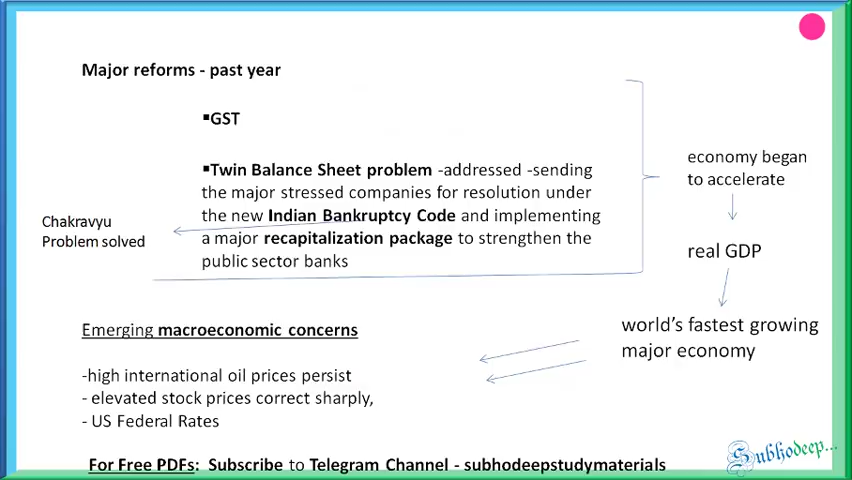 Major reforms - past year
▪GST
▪Twin Balance Sheet problem -addressed -sending
the major stressed companies for resolution under
the new Indian Bankruptcy Code and implementing
a major recapitalization package to strengthen the
public sector banks
Chakravyu
Problem solved
economy began
to accelerate
real GDP
world's fastest growing
major economy
Emerging macroeconomic concerns
-high international oil prices persist
- elevated stock prices correct sharply,
- US Federal Rates
For Free PDFs: Subscribe to Telegram Channel - subhodeepstudymaterials
Subhodeep...